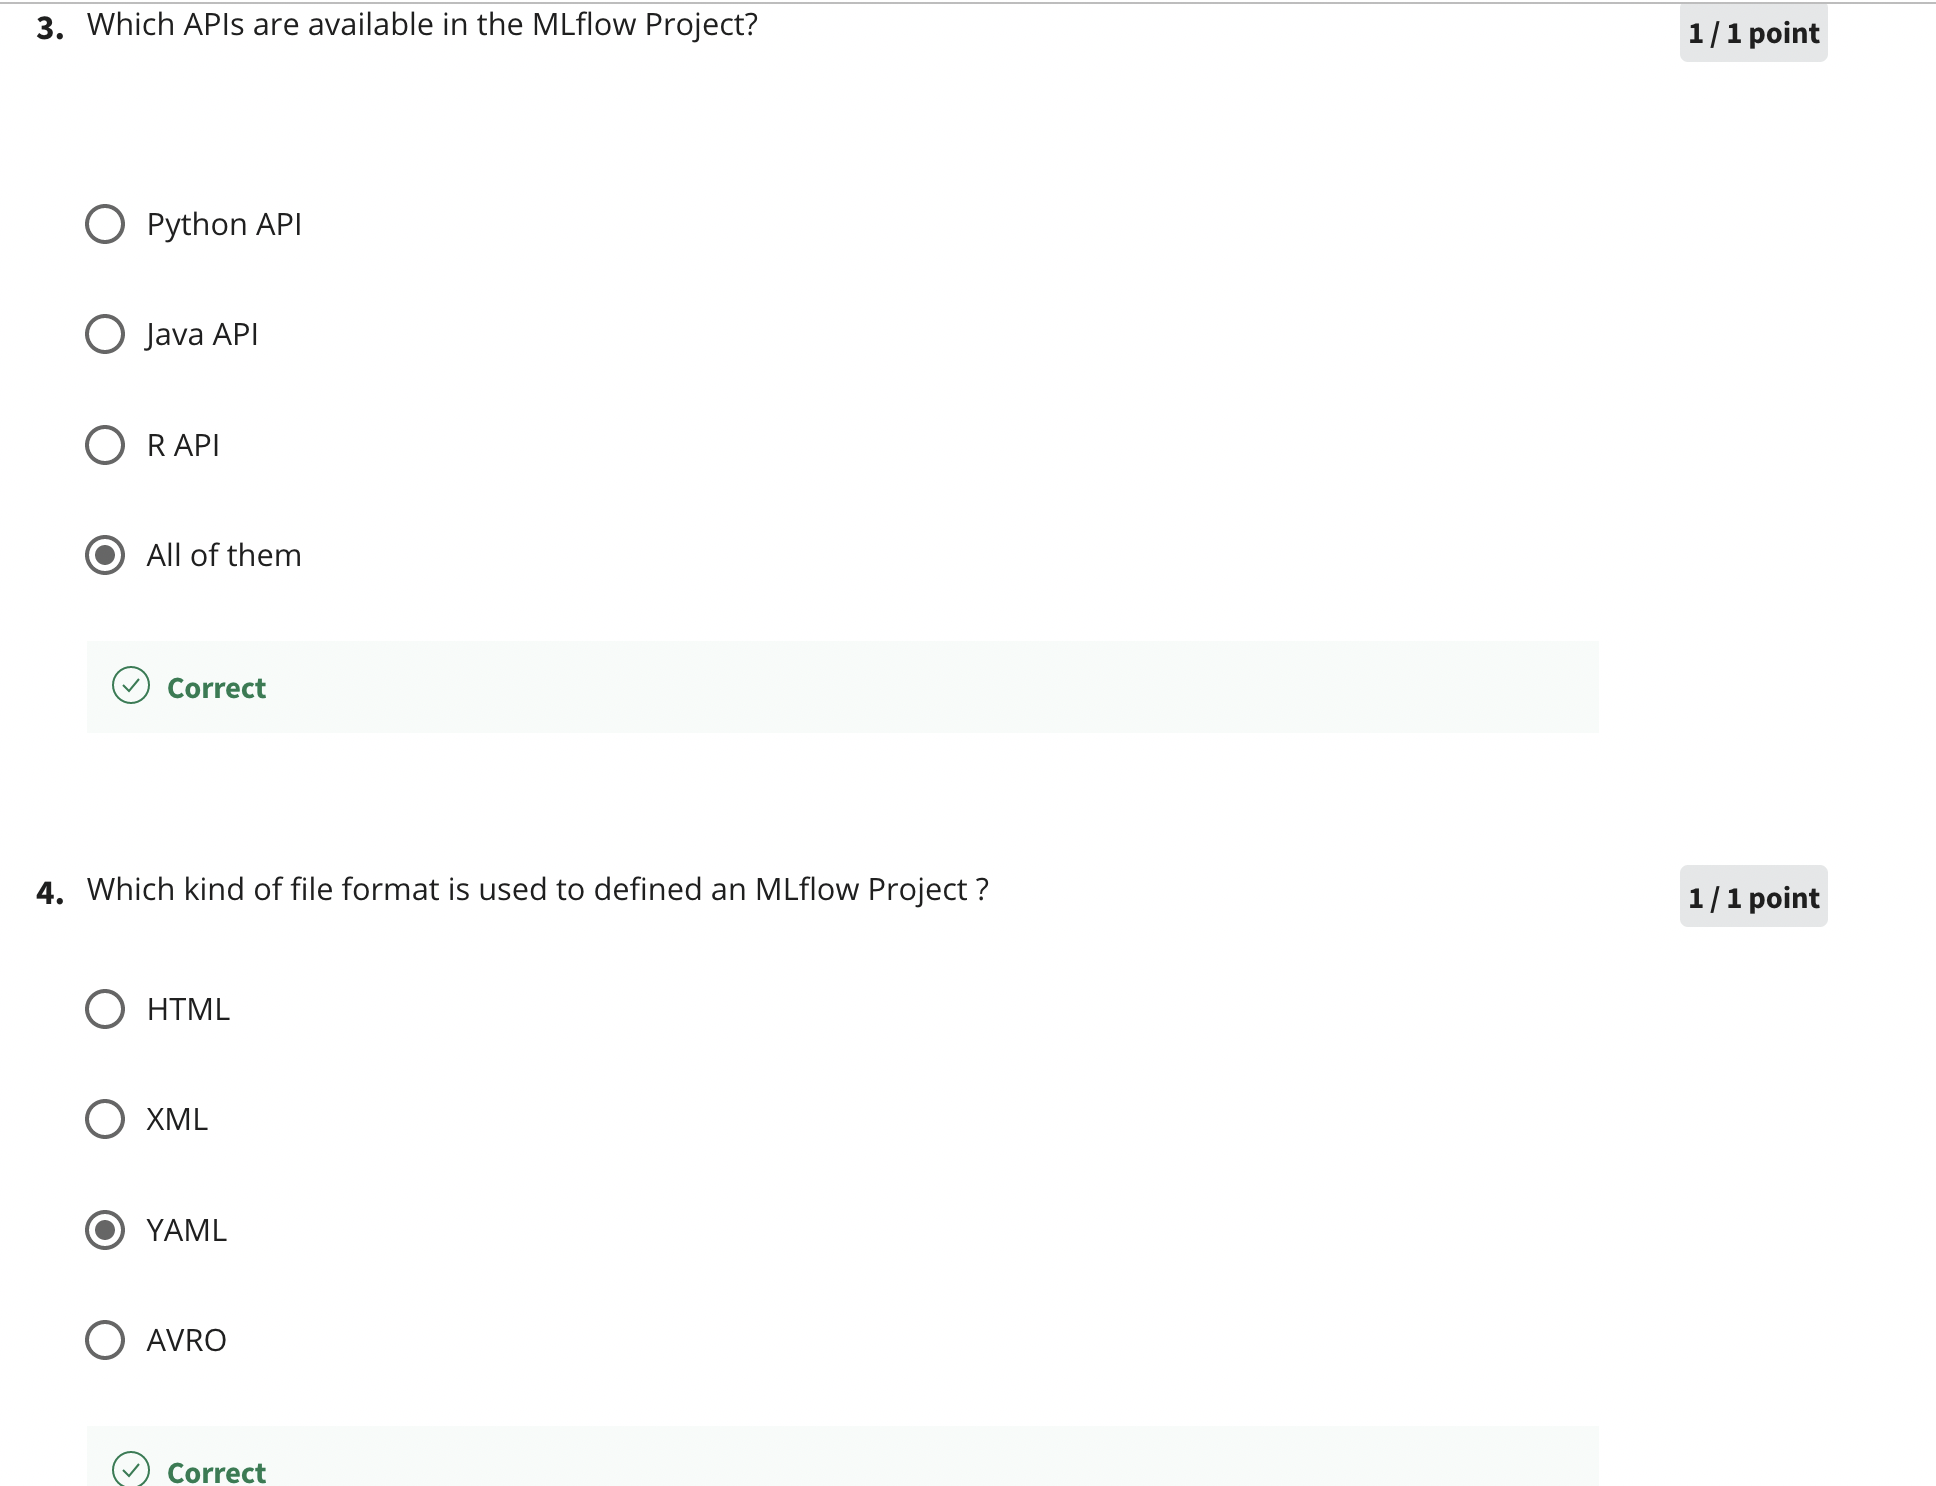 3. Which APIs are available in the MLflow Project?
1 / 1 point
Python API
Java API
R API
All of them
Correct
4. Which kind of file format is used to defined an MLflow Project ?
1 / 1 point
HTML
XML
YAML
AVRO
Correct